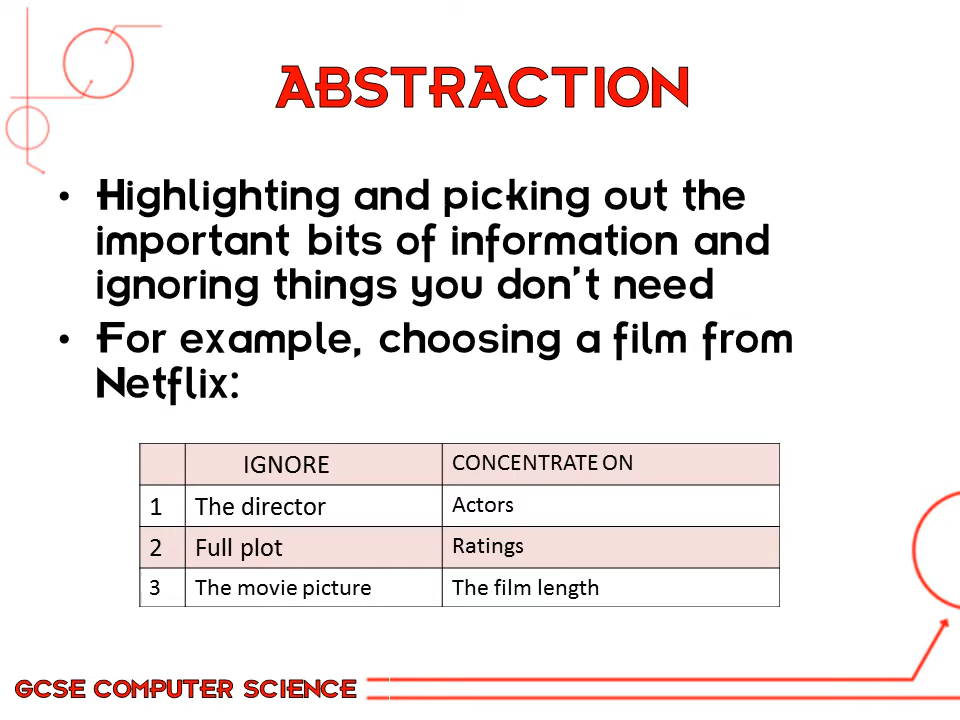 ABSTRACTION
• Highlighting and picking out the
important bits of information and
ignoring things you don't need
• For example, choosing a film from
Netflix:
IGNORE CONCENTRATE ON
1 The director Actors
2 Full plot Ratings
3 The movie picture The film length
GCSE COMPUTER SCIENCE